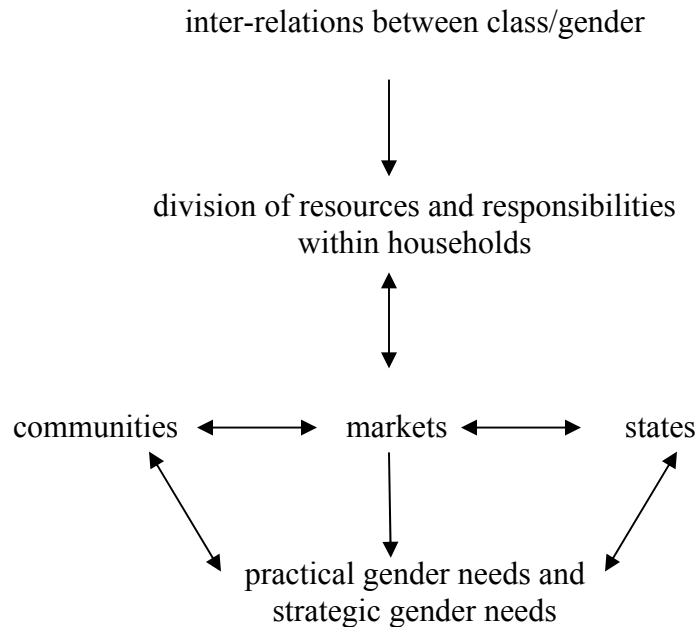 inter-relations between class/gender
division of resources and responsibilities
within households
communities markets states
practical gender needs and
strategic gender needs